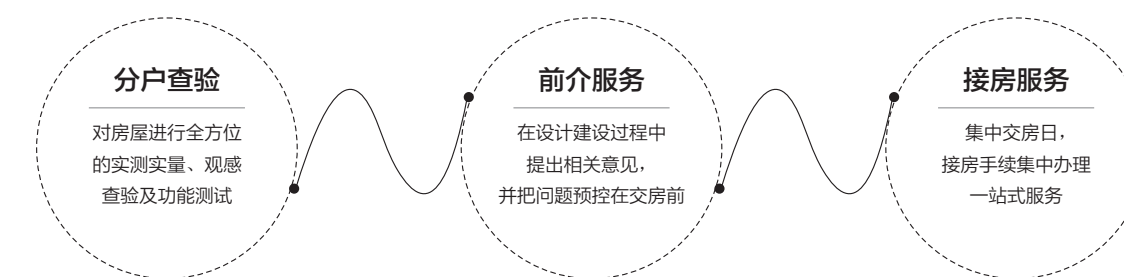 分户查验
对房屋进行全方位
的实测实量、观感
查验及功能测试
前介服务
在设计建设过程中
提出相关意见，
并把问题预控在交房前
接房服务
集中交房日，
接房手续集中办理
一站式服务